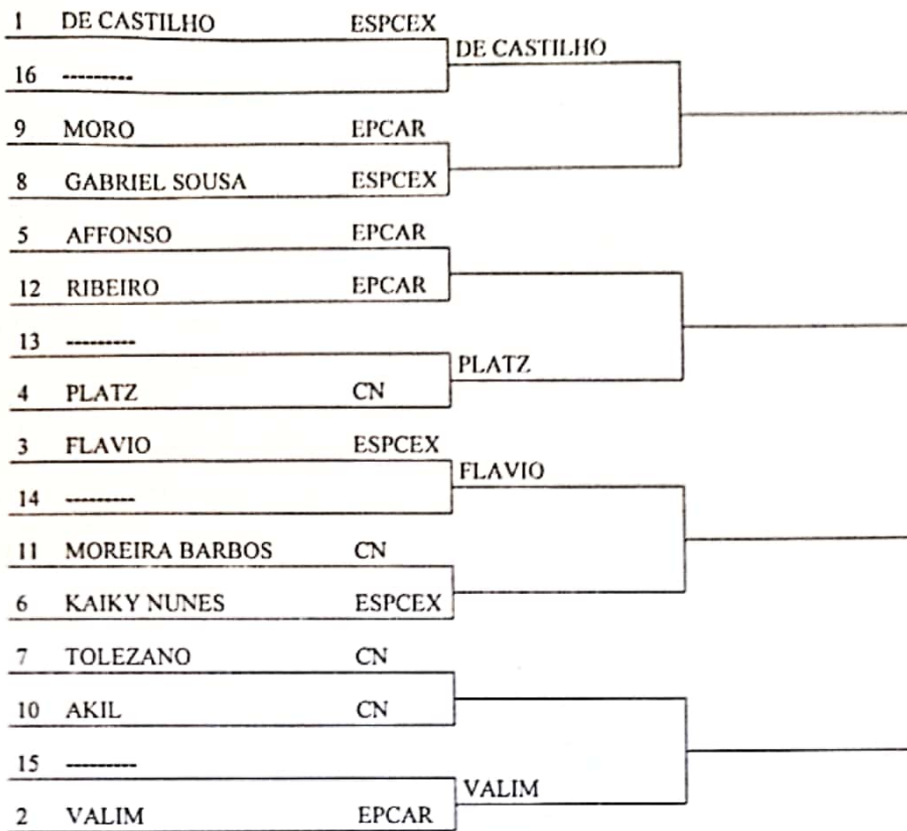 1 DE CASTILHO ESPCEX
DE CASTILHO
16 ---------
9 MORO EPCAR
8 GABRIEL SOUSA ESPCEX
5 AFFONSO EPCAR
12 RIBEIRO EPCAR
13 ---------
PLATZ
4 PLATZ CN
3 FLAVIO ESPCEX
FLAVIO
14 ---------
11 MOREIRA BARBOS CN
6 KAIKY NUNES ESPCEX
7 TOLEZANO CN
10 AKIL CN
15 ---------
VALIM
2 VALIM EPCAR